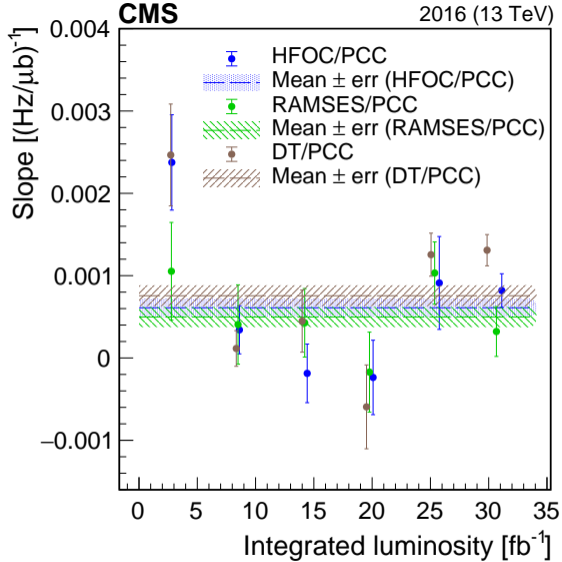 CMS 2016 (13 TeV)
HFOC/PCC
Mean ± err (HFOC/PCC)
RAMSES/PCC
Mean ± err (RAMSES/PCC)
DT/PCC
Mean ± err (DT/PCC)
Slope [(Hz/μb)⁻¹]
0.004
0.003
0.002
0.001
0
−0.001
0 5 10 15 20 25 30 35
Integrated luminosity [fb⁻¹]